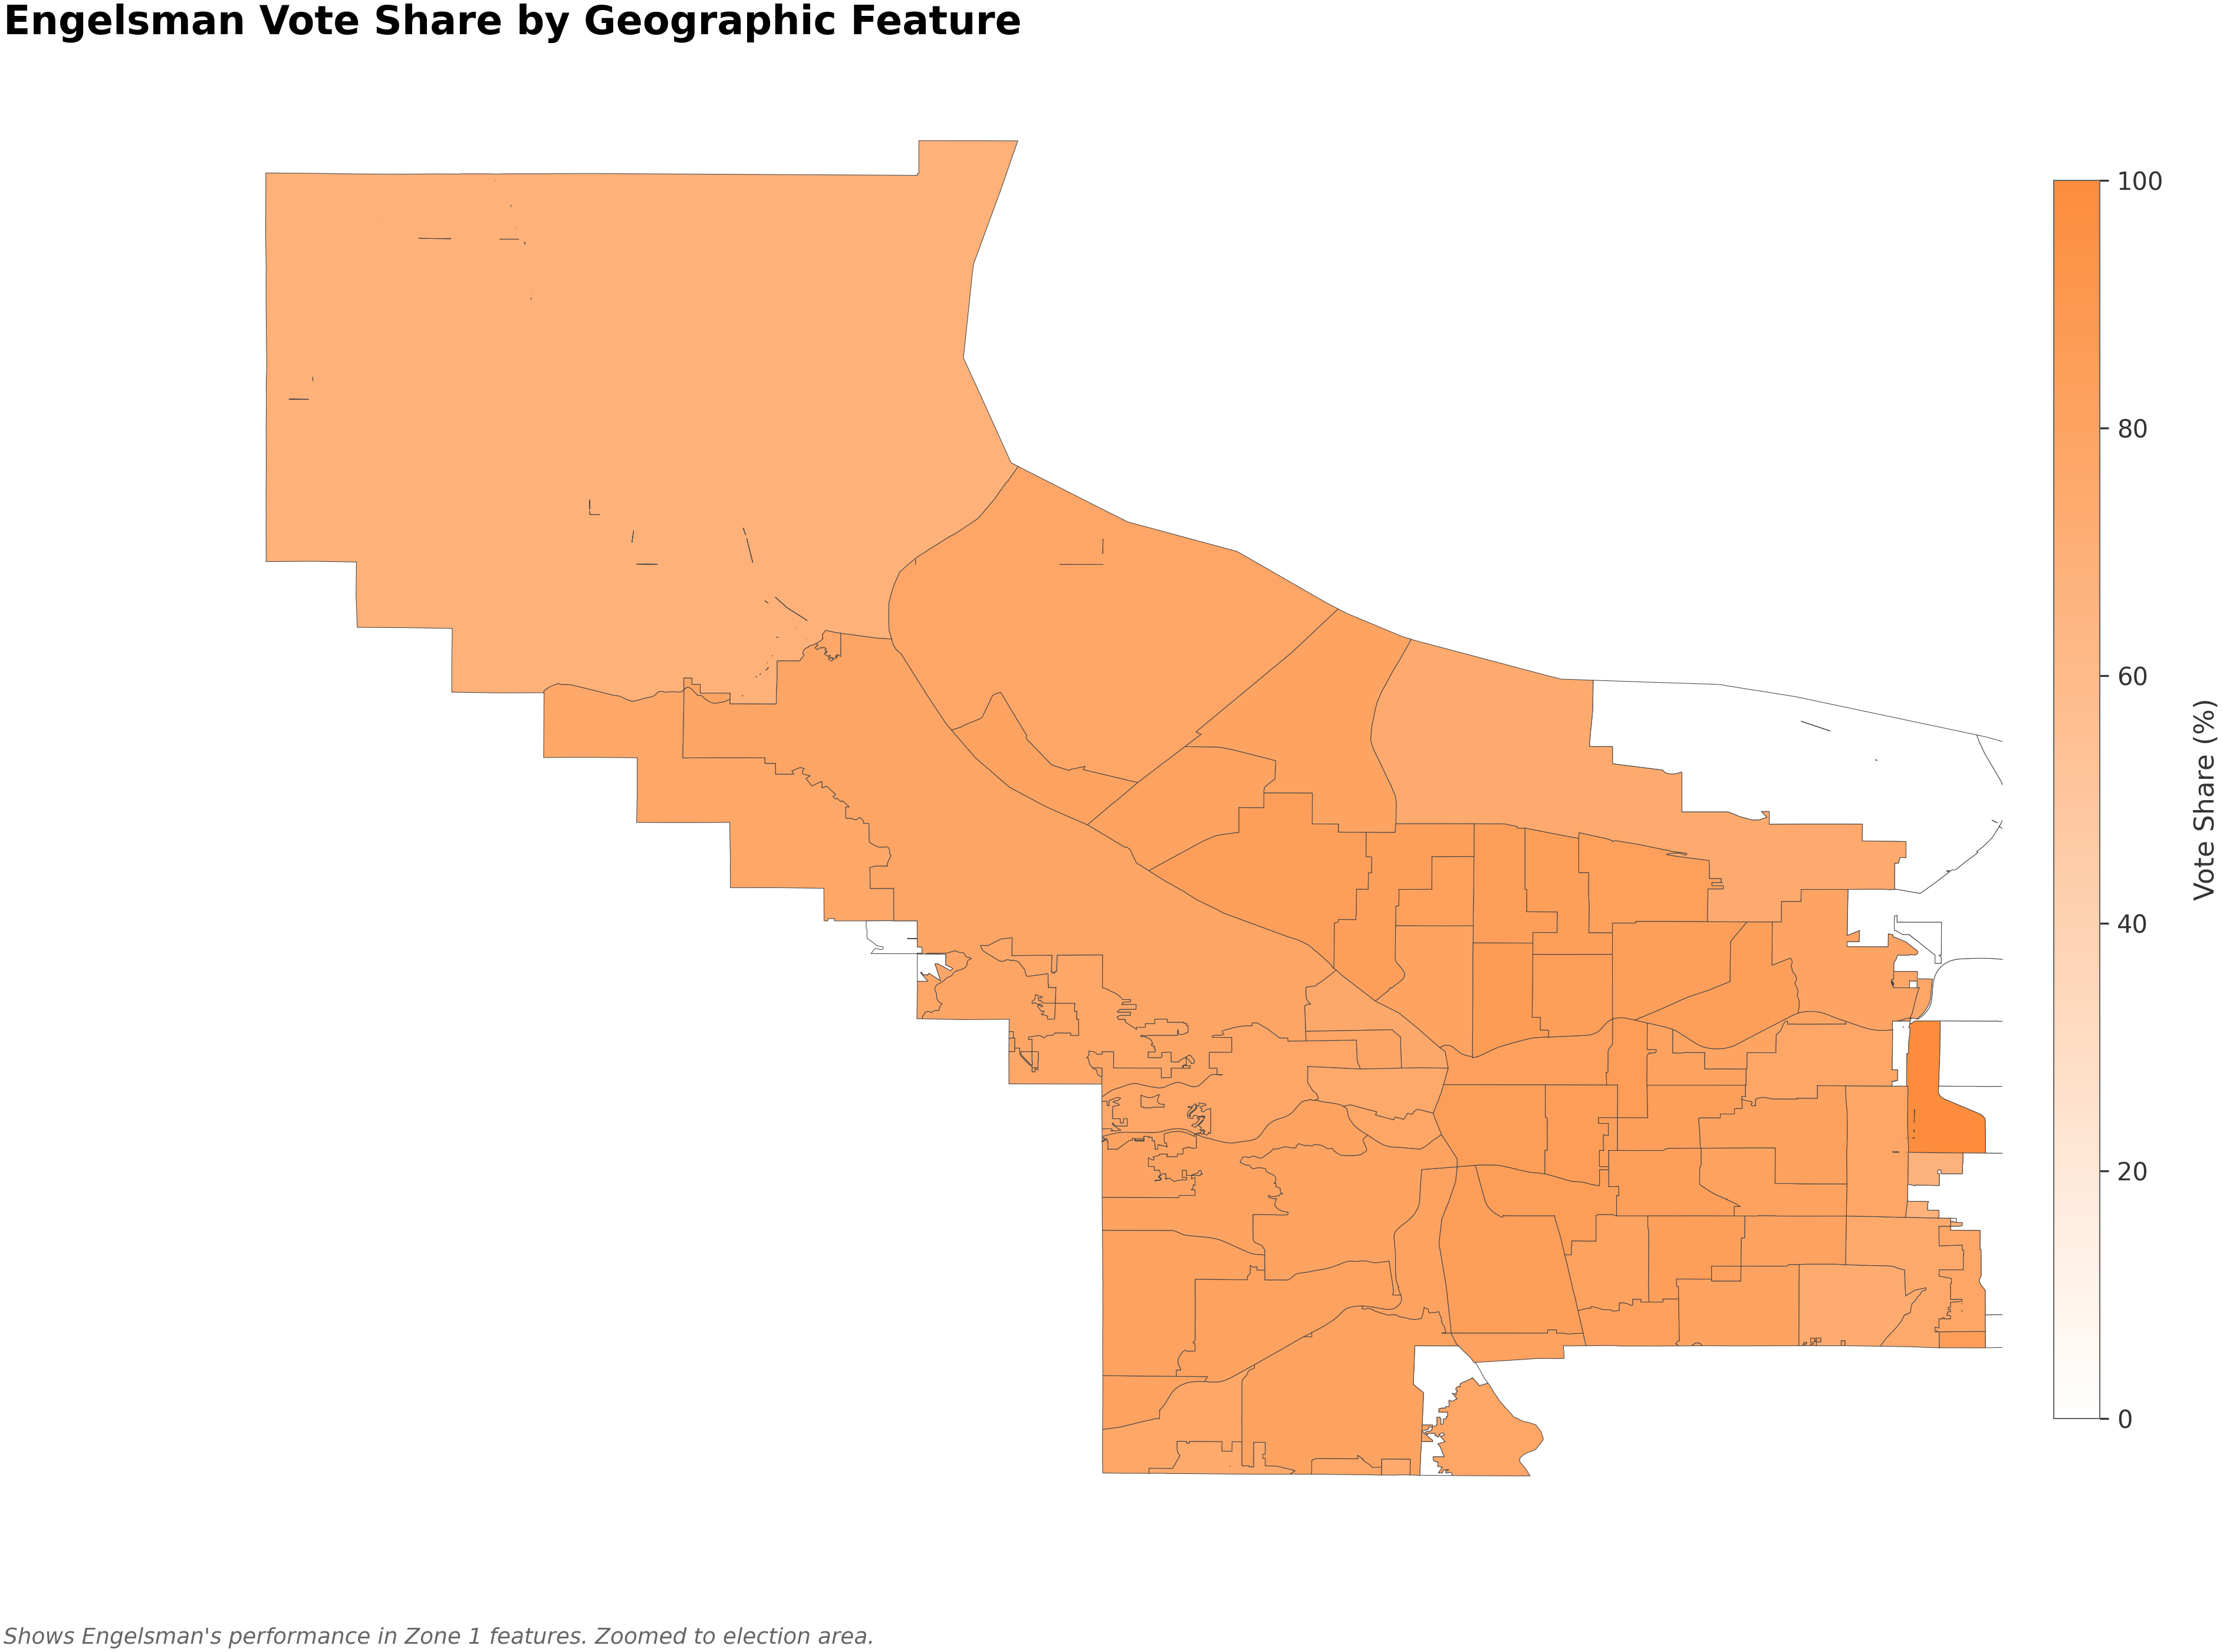 Engelsman Vote Share by Geographic Feature
100
80
60
40
20
0
Vote Share (%)
Shows Engelsman's performance in Zone 1 features. Zoomed to election area.